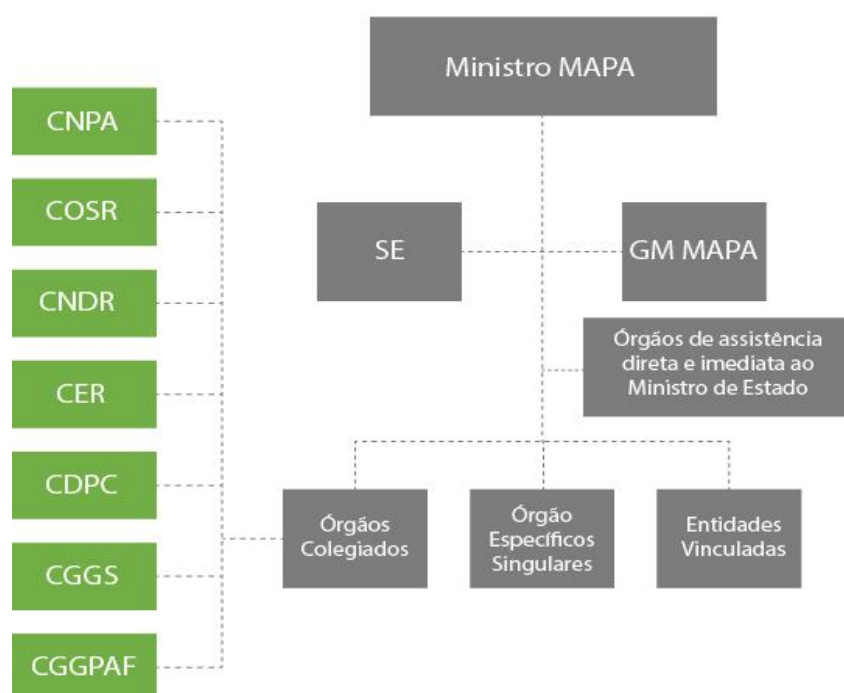 Ministro MAPA
CNPA
COSR
SE
GM MAPA
CNDR
Órgãos de assistência
direta e imediata ao
Ministro de Estado
CER
CDPC
Órgãos
Colegiados
Órgão
Específicos
Singulares
Entidades
Vinculadas
CGGS
CGGPAF